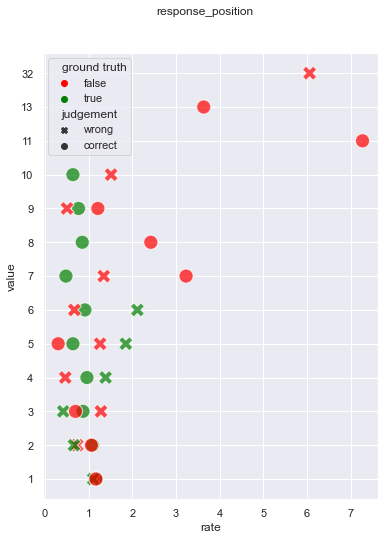 response_position
ground truth
false
true
judgement
wrong
correct
32
13
11
10
9
8
7
6
5
4
3
2
1
value
0 1 2 3 4 5 6 7
rate